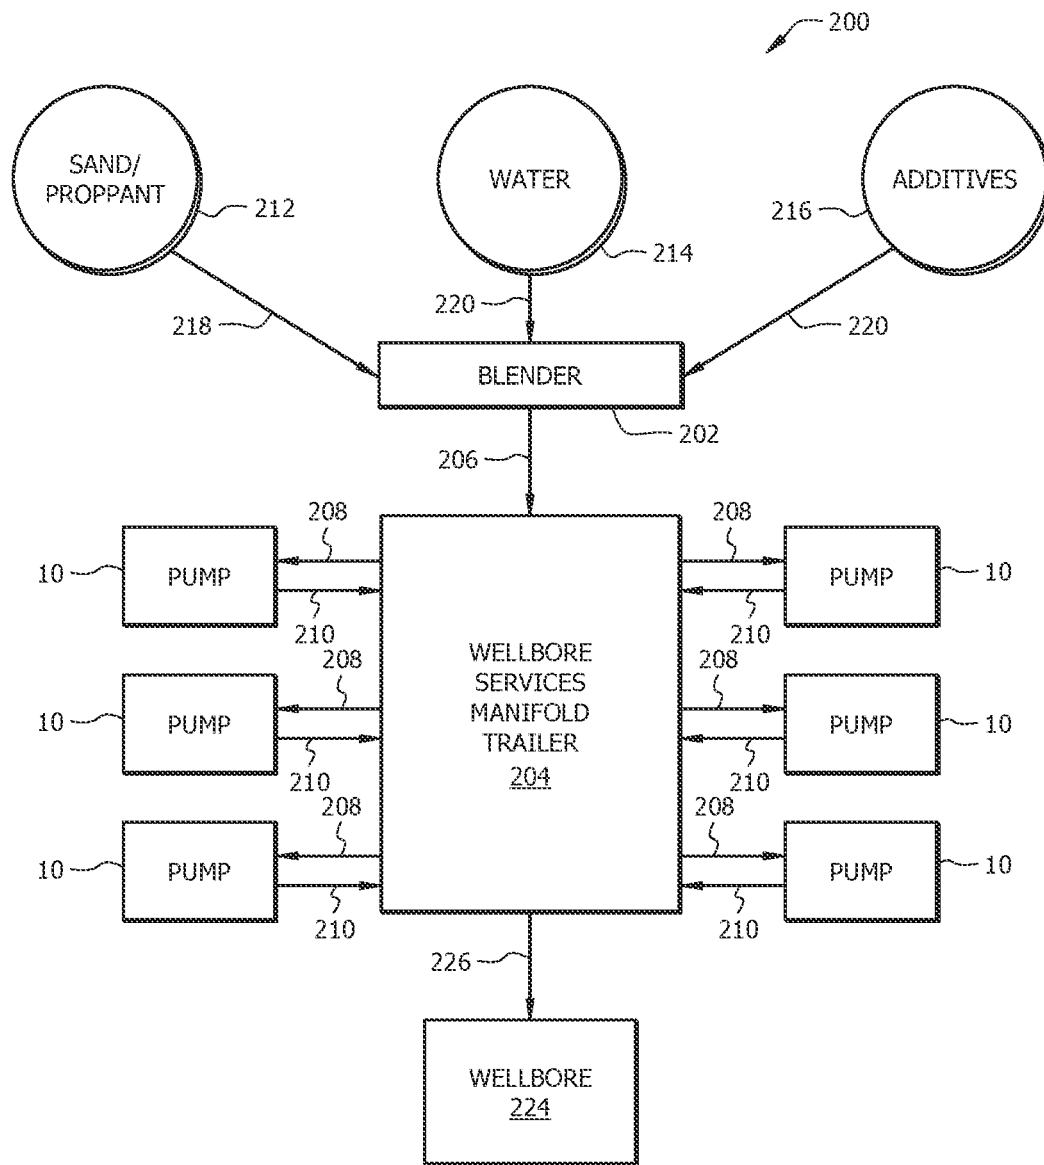 200
SAND/
PROPPANT
212
WATER
214
ADDITIVES
216
218
220
220
BLENDER
202
206
208
208
10
PUMP
PUMP
10
210
210
WELLBORE
SERVICES
MANIFOLD
TRAILER
204
208
208
10
PUMP
PUMP
10
210
210
208
208
10
PUMP
PUMP
10
210
210
226
WELLBORE
224